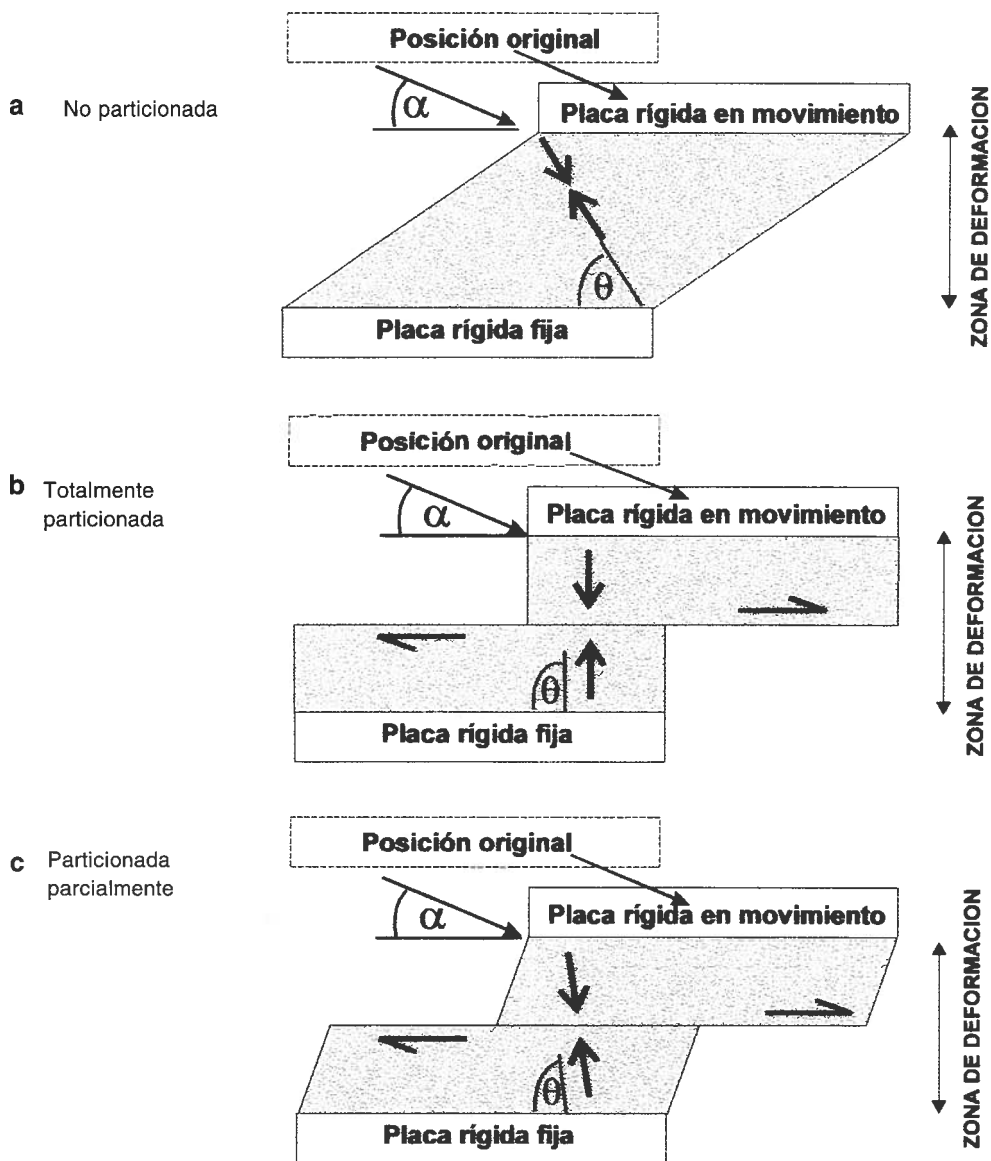 Posición original
a No particionada
α
Placa rígida en movimiento
θ
Placa rígida fija
ZONA DE DEFORMACION
Posición original
b Totalmente
particionada
α
Placa rígida en movimiento
θ
Placa rígida fija
ZONA DE DEFORMACION
Posición original
c Particionada
parcialmente
α
Placa rígida en movimiento
θ
Placa rígida fija
ZONA DE DEFORMACION